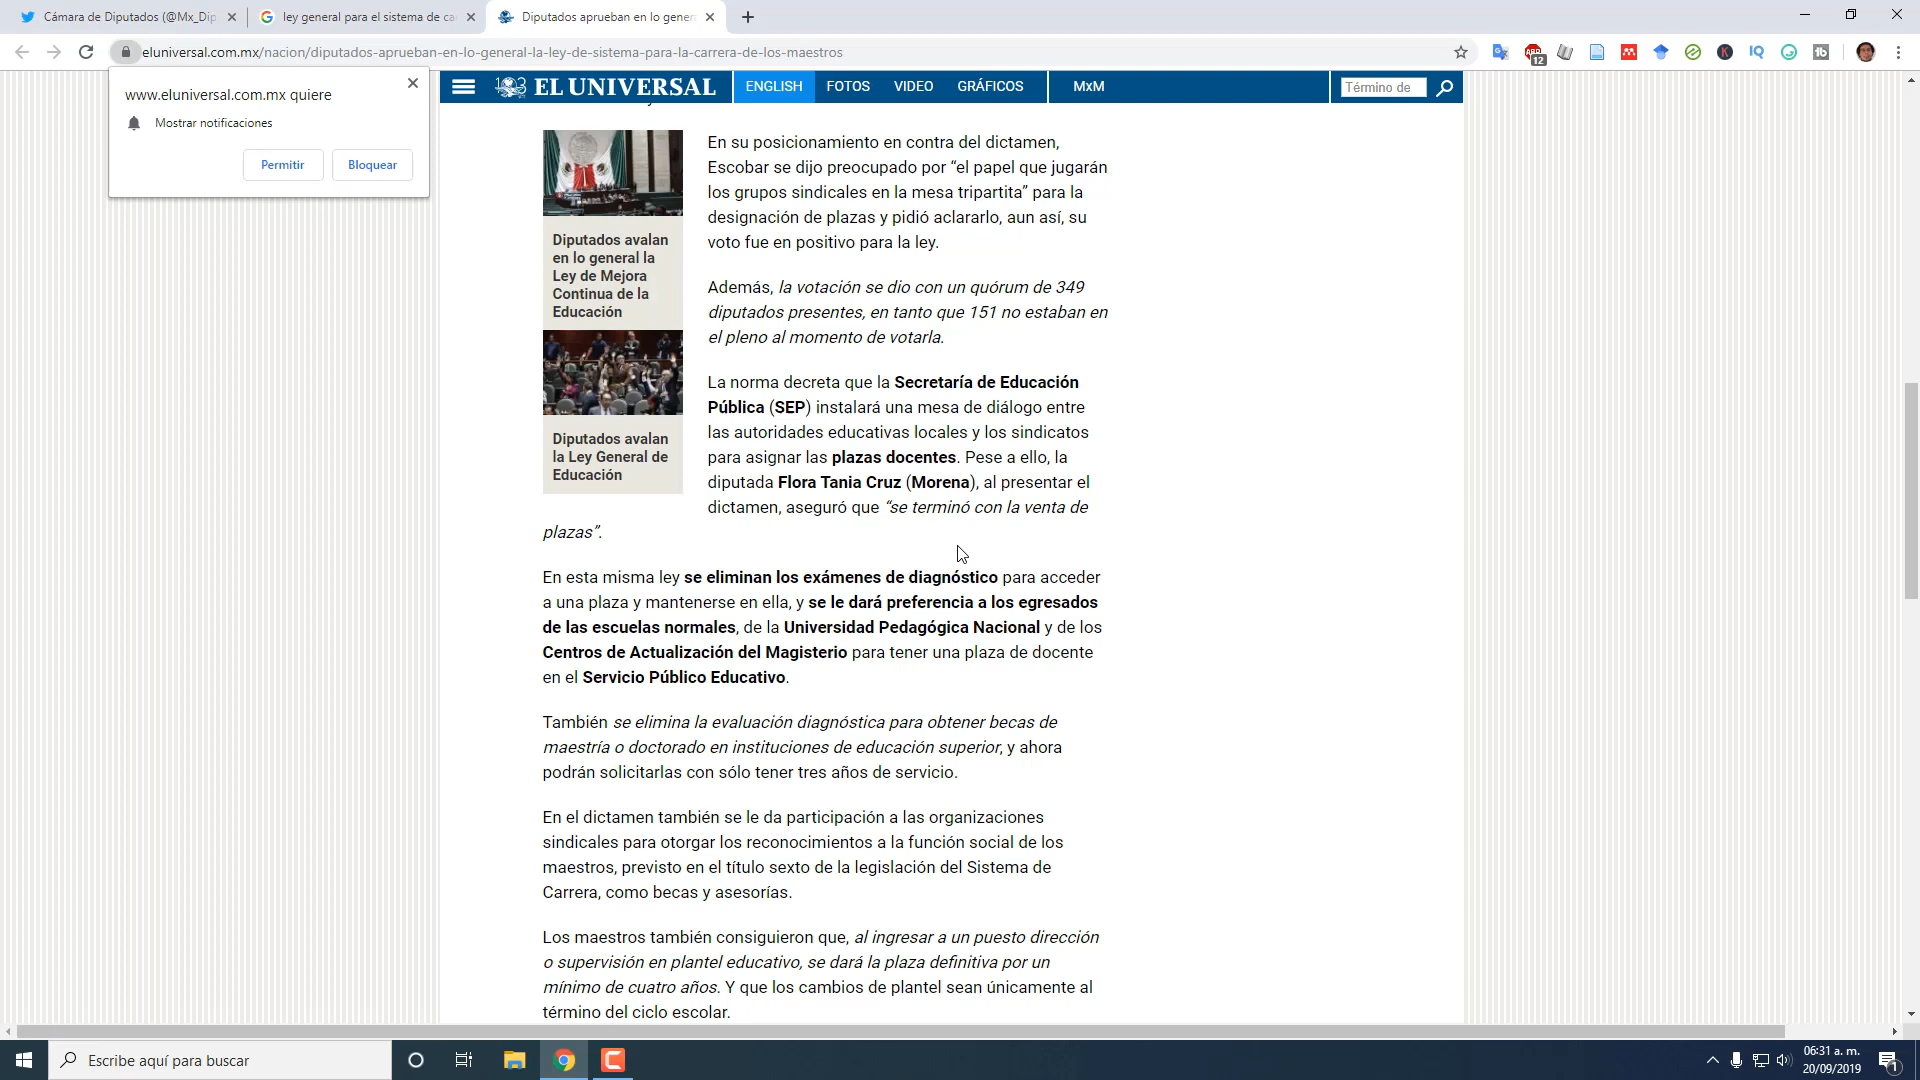 Cámara de Diputados (@Mx_Dip
ley general para el sistema de ca
Diputados aprueban en lo gener
eluniversal.com.mx/nacion/diputados-aprueban-en-lo-general-la-ley-de-sistema-para-la-carrera-de-los-maestros
12
www.eluniversal.com.mx quiere
Mostrar notificaciones
Permitir
Bloquear
EL UNIVERSAL
ENGLISH
FOTOS
VIDEO
GRÁFICOS
MxM
Término de
Diputados avalan
en lo general la
Ley de Mejora
Continua de la
Educación
Diputados avalan
la Ley General de
Educación
En su posicionamiento en contra del dictamen,
Escobar se dijo preocupado por “el papel que jugarán
los grupos sindicales en la mesa tripartita” para la
designación de plazas y pidió aclararlo, aun así, su
voto fue en positivo para la ley.
Además, la votación se dio con un quórum de 349
diputados presentes, en tanto que 151 no estaban en
el pleno al momento de votarla.
La norma decreta que la Secretaría de Educación
Pública (SEP) instalará una mesa de diálogo entre
las autoridades educativas locales y los sindicatos
para asignar las plazas docentes. Pese a ello, la
diputada Flora Tania Cruz (Morena), al presentar el
dictamen, aseguró que “se terminó con la venta de
plazas”.
En esta misma ley se eliminan los exámenes de diagnóstico para acceder
a una plaza y mantenerse en ella, y se le dará preferencia a los egresados
de las escuelas normales, de la Universidad Pedagógica Nacional y de los
Centros de Actualización del Magisterio para tener una plaza de docente
en el Servicio Público Educativo.
También se elimina la evaluación diagnóstica para obtener becas de
maestría o doctorado en instituciones de educación superior, y ahora
podrán solicitarlas con sólo tener tres años de servicio.
En el dictamen también se le da participación a las organizaciones
sindicales para otorgar los reconocimientos a la función social de los
maestros, previsto en el título sexto de la legislación del Sistema de
Carrera, como becas y asesorías.
Los maestros también consiguieron que, al ingresar a un puesto dirección
o supervisión en plantel educativo, se dará la plaza definitiva por un
mínimo de cuatro años. Y que los cambios de plantel sean únicamente al
término del ciclo escolar.
Escribe aquí para buscar
06:31 a. m.
20/09/2019
1